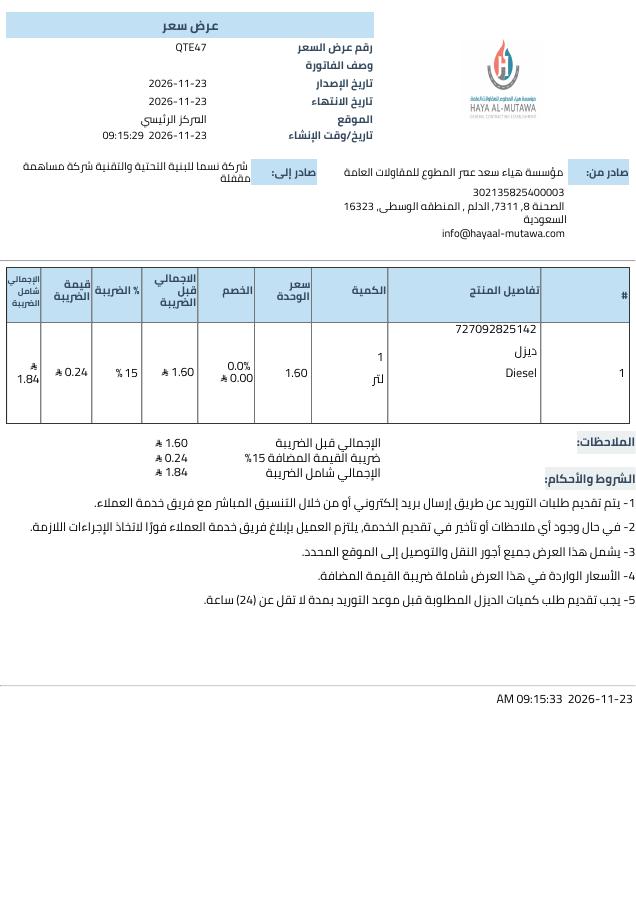 عرض سعر
رقم عرض السعر QTE47
وصف الفاتورة
تاريخ الإصدار 2026-11-23
تاريخ الانتهاء 2026-11-23
الموقع المركز الرئيسي
تاريخ/وقت الإنشاء 2026-11-23 09:15:29
HAYA AL-MUTAWA
صادر من: مؤسسة هياء سعد عمر المطوع للمقاولات العامة
302135825400003
الصحنة 8, 7311, الدلم , المنطقه الوسطى, 16323
السعودية
info@hayaal-mutawa.com
صادر إلى: شركة نسما للبنية التحتية والتقنية شركة مساهمة
مقفلة
# تفاصيل المنتج الكمية سعر الوحدة الخصم الاجمالي قبل الضريبة % الضريبة قيمة الضريبة الإجمالي شامل الضريبة
727092825142
ديزل
Diesel
1 1 لتر 1.60 0.0% 0.00 1.60 15 % 0.24 1.84
الإجمالي قبل الضريبة 1.60
ضريبة القيمة المضافة 15% 0.24
الإجمالي شامل الضريبة 1.84
الملاحظات:
الشروط والأحكام:
1- يتم تقديم طلبات التوريد عن طريق إرسال بريد إلكتروني أو من خلال التنسيق المباشر مع فريق خدمة العملاء.
2- في حال وجود أي ملاحظات أو تأخير في تقديم الخدمة, يلتزم العميل بإبلاغ فريق خدمة العملاء فورًا لاتخاذ الإجراءات اللازمة.
3- يشمل هذا العرض جميع أجور النقل والتوصيل إلى الموقع المحدد.
4- الأسعار الواردة في هذا العرض شاملة ضريبة القيمة المضافة.
5- يجب تقديم طلب كميات الديزل المطلوبة قبل موعد التوريد بمدة لا تقل عن (24) ساعة.
2026-11-23 09:15:33 AM